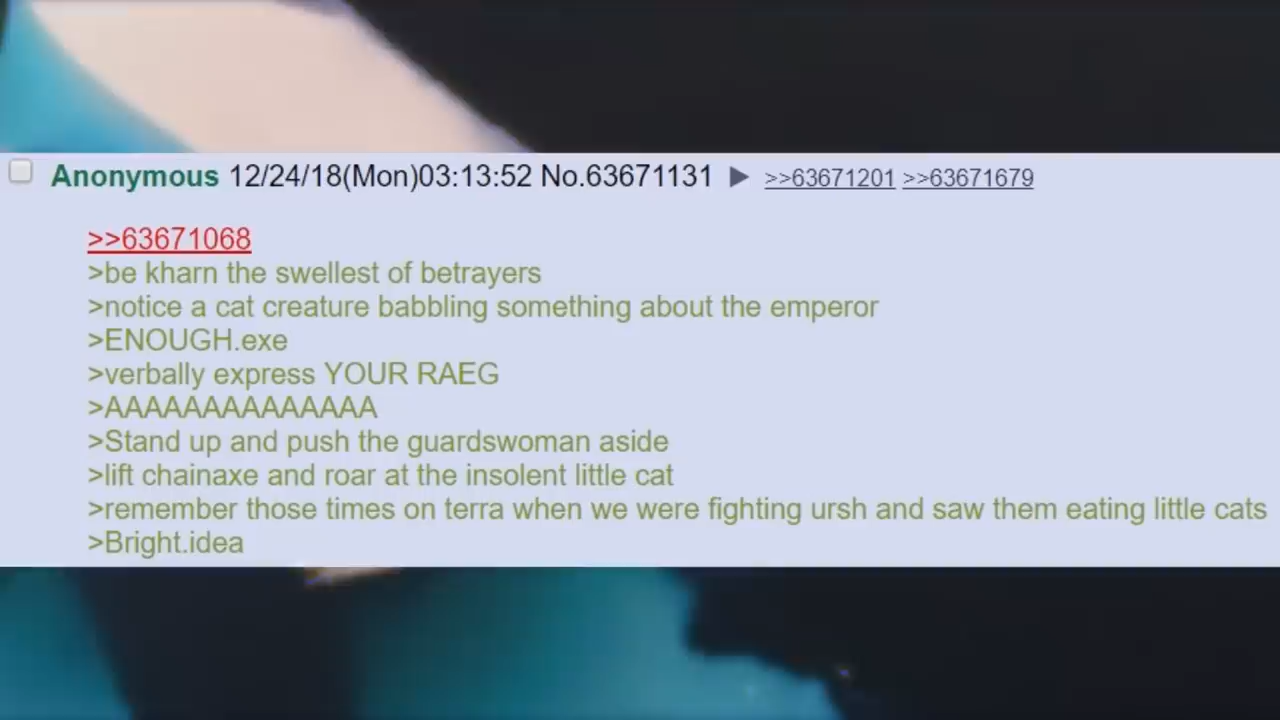 Anonymous 12/24/18(Mon)03:13:52 No.63671131 ▶ >>63671201 >>63671679
>>63671068
>be kharn the swellest of betrayers
>notice a cat creature babbling something about the emperor
>ENOUGH.exe
>verbally express YOUR RAEG
>AAAAAAAAAAAAAA
>Stand up and push the guardswoman aside
>lift chainaxe and roar at the insolent little cat
>remember those times on terra when we were fighting ursh and saw them eating little cats
>Bright.idea